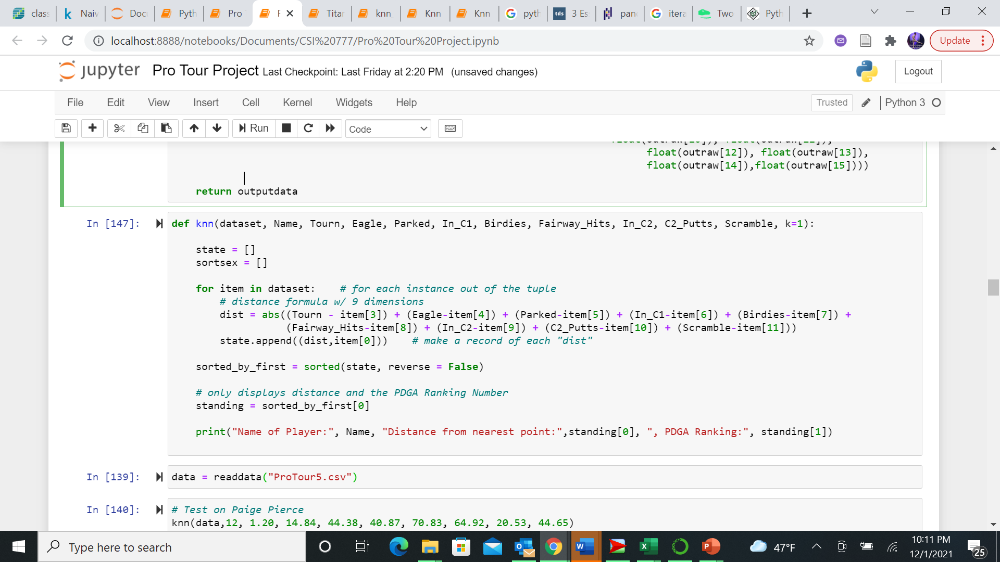 class
Naiv
Docu
Pyth
Pro
F
Titan
knn_
Knn
Knn
pyth
tds 3 Es
pand
itera
Two
Pyth
localhost:8888/notebooks/Documents/CSI%20777/Pro%20Tour%20Project.ipynb
Update
jupyter Pro Tour Project Last Checkpoint: Last Friday at 2:20 PM (unsaved changes)
Logout
File Edit View Insert Cell Kernel Widgets Help
Trusted
Python 3
Run
Code
float(outraw[12]), float(outraw[13]),
float(outraw[14]),float(outraw[15])))
return outputdata
In [147]:
def knn(dataset, Name, Tourn, Eagle, Parked, In_C1, Birdies, Fairway_Hits, In_C2, C2_Putts, Scramble, k=1):
state = []
sortsex = []
for item in dataset: # for each instance out of the tuple
# distance formula w/ 9 dimensions
dist = abs((Tourn - item[3]) + (Eagle-item[4]) + (Parked-item[5]) + (In_C1-item[6]) + (Birdies-item[7]) +
(Fairway_Hits-item[8]) + (In_C2-item[9]) + (C2_Putts-item[10]) + (Scramble-item[11]))
state.append((dist,item[0])) # make a record of each "dist"
sorted_by_first = sorted(state, reverse = False)
# only displays distance and the PDGA Ranking Number
standing = sorted_by_first[0]
print("Name of Player:", Name, "Distance from nearest point:",standing[0], ", PDGA Ranking:", standing[1])
In [139]:
data = readdata("ProTour5.csv")
In [140]:
# Test on Paige Pierce
knn(data,12, 1.20, 14.84, 44.38, 40.87, 70.83, 64.92, 20.53, 44.65)
Type here to search
47°F
10:11 PM
12/1/2021
25